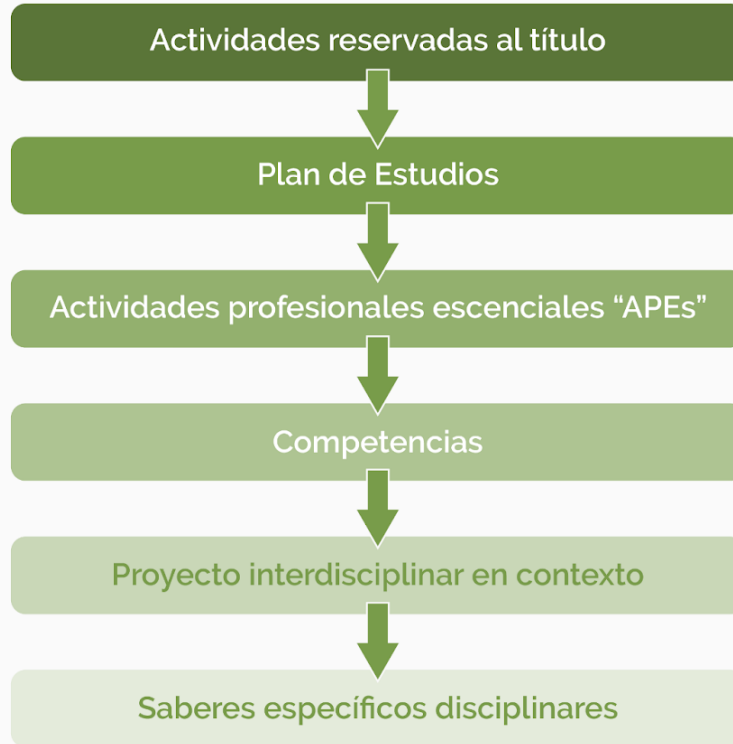 Actividades reservadas al título
Plan de Estudios
Actividades profesionales escenciales “APEs”
Competencias
Proyecto interdisciplinar en contexto
Saberes específicos disciplinares